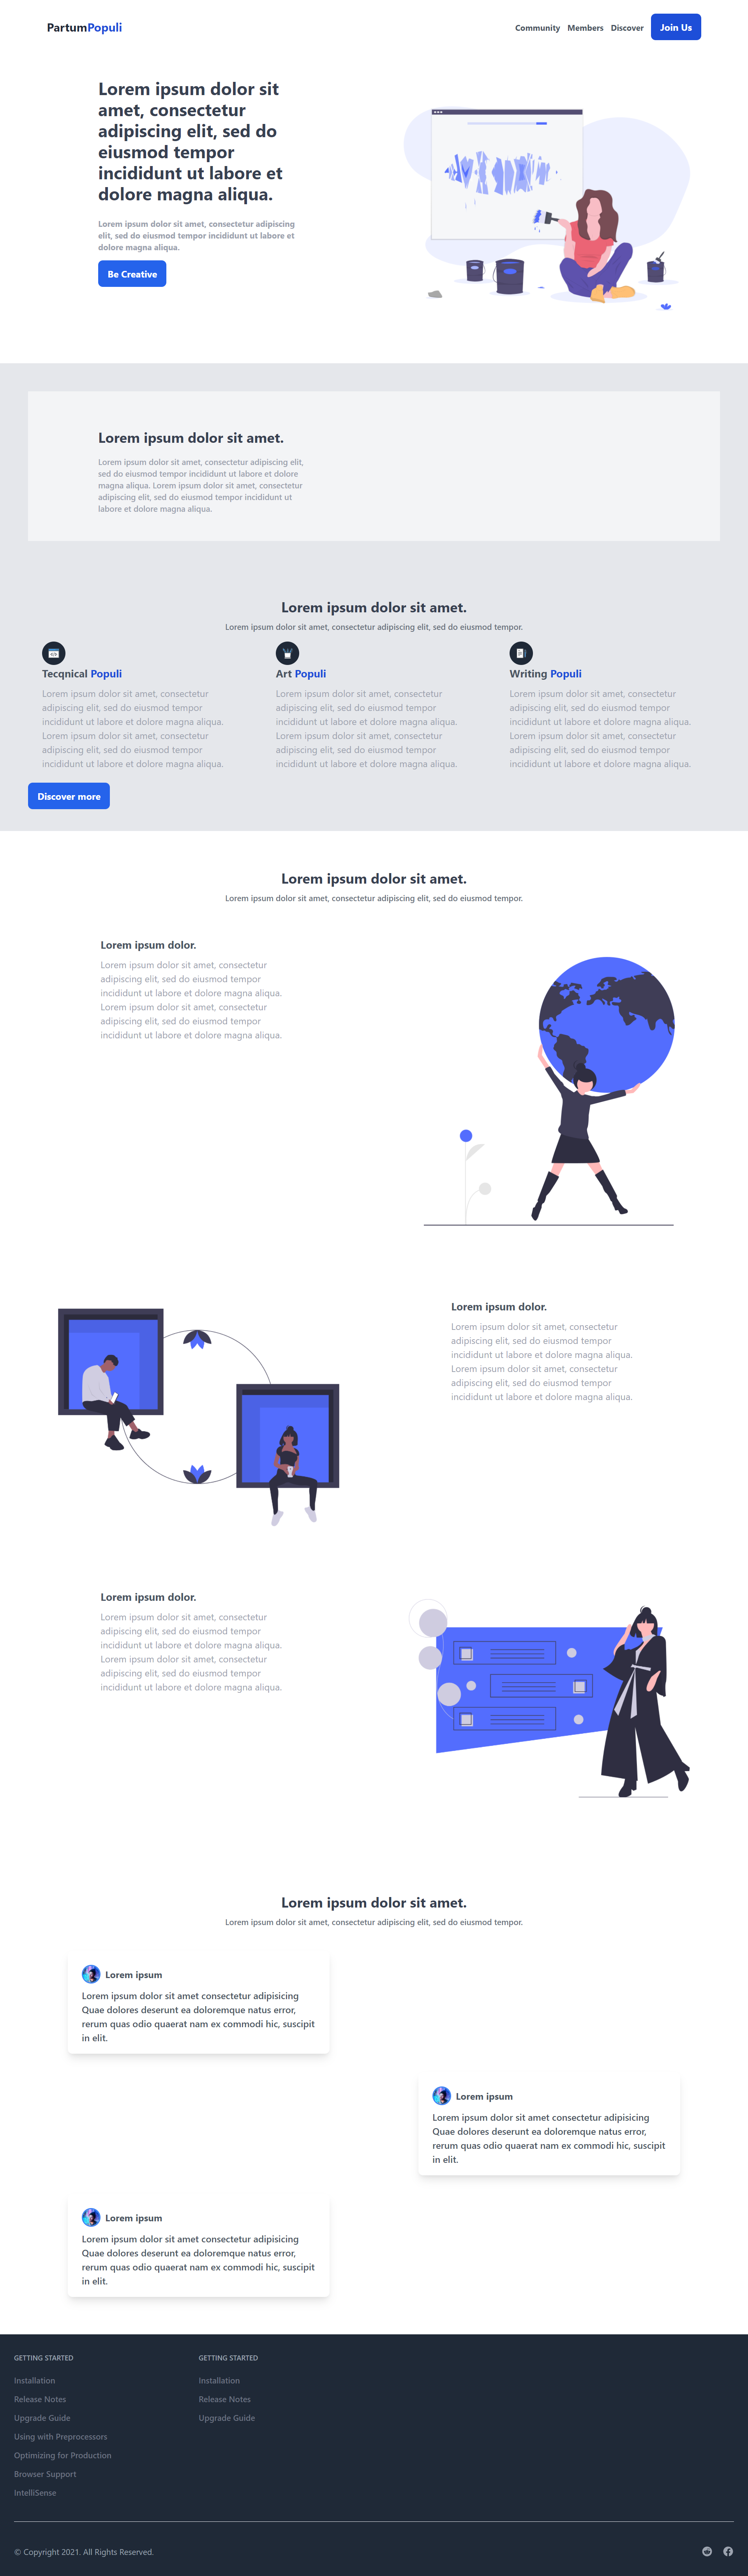 PartumPopuli
Community Members Discover Join Us
Lorem ipsum dolor sit
amet, consectetur
adipiscing elit, sed do
eiusmod tempor
incididunt ut labore et
dolore magna aliqua.
Lorem ipsum dolor sit amet, consectetur adipiscing
elit, sed do eiusmod tempor incididunt ut labore et
dolore magna aliqua.
Be Creative
Lorem ipsum dolor sit amet.
Lorem ipsum dolor sit amet, consectetur adipiscing elit,
sed do eiusmod tempor incididunt ut labore et dolore
magna aliqua. Lorem ipsum dolor sit amet, consectetur
adipiscing elit, sed do eiusmod tempor incididunt ut
labore et dolore magna aliqua.
Lorem ipsum dolor sit amet.
Lorem ipsum dolor sit amet, consectetur adipiscing elit, sed do eiusmod tempor.
Tecqnical Populi
Lorem ipsum dolor sit amet, consectetur
adipiscing elit, sed do eiusmod tempor
incididunt ut labore et dolore magna aliqua.
Lorem ipsum dolor sit amet, consectetur
adipiscing elit, sed do eiusmod tempor
incididunt ut labore et dolore magna aliqua.
Art Populi
Lorem ipsum dolor sit amet, consectetur
adipiscing elit, sed do eiusmod tempor
incididunt ut labore et dolore magna aliqua.
Lorem ipsum dolor sit amet, consectetur
adipiscing elit, sed do eiusmod tempor
incididunt ut labore et dolore magna aliqua.
Writing Populi
Lorem ipsum dolor sit amet, consectetur
adipiscing elit, sed do eiusmod tempor
incididunt ut labore et dolore magna aliqua.
Lorem ipsum dolor sit amet, consectetur
adipiscing elit, sed do eiusmod tempor
incididunt ut labore et dolore magna aliqua.
Discover more
Lorem ipsum dolor sit amet.
Lorem ipsum dolor sit amet, consectetur adipiscing elit, sed do eiusmod tempor.
Lorem ipsum dolor.
Lorem ipsum dolor sit amet, consectetur
adipiscing elit, sed do eiusmod tempor
incididunt ut labore et dolore magna aliqua.
Lorem ipsum dolor sit amet, consectetur
adipiscing elit, sed do eiusmod tempor
incididunt ut labore et dolore magna aliqua.
Lorem ipsum dolor.
Lorem ipsum dolor sit amet, consectetur
adipiscing elit, sed do eiusmod tempor
incididunt ut labore et dolore magna aliqua.
Lorem ipsum dolor sit amet, consectetur
adipiscing elit, sed do eiusmod tempor
incididunt ut labore et dolore magna aliqua.
Lorem ipsum dolor.
Lorem ipsum dolor sit amet, consectetur
adipiscing elit, sed do eiusmod tempor
incididunt ut labore et dolore magna aliqua.
Lorem ipsum dolor sit amet, consectetur
adipiscing elit, sed do eiusmod tempor
incididunt ut labore et dolore magna aliqua.
Lorem ipsum dolor sit amet.
Lorem ipsum dolor sit amet, consectetur adipiscing elit, sed do eiusmod tempor.
Lorem ipsum
Lorem ipsum dolor sit amet consectetur adipisicing
Quae dolores deserunt ea doloremque natus error,
rerum quas odio quaerat nam ex commodi hic, suscipit
in elit.
Lorem ipsum
Lorem ipsum dolor sit amet consectetur adipisicing
Quae dolores deserunt ea doloremque natus error,
rerum quas odio quaerat nam ex commodi hic, suscipit
in elit.
Lorem ipsum
Lorem ipsum dolor sit amet consectetur adipisicing
Quae dolores deserunt ea doloremque natus error,
rerum quas odio quaerat nam ex commodi hic, suscipit
in elit.
GETTING STARTED
Installation
Release Notes
Upgrade Guide
Using with Preprocessors
Optimizing for Production
Browser Support
IntelliSense
GETTING STARTED
Installation
Release Notes
Upgrade Guide
© Copyright 2021. All Rights Reserved.